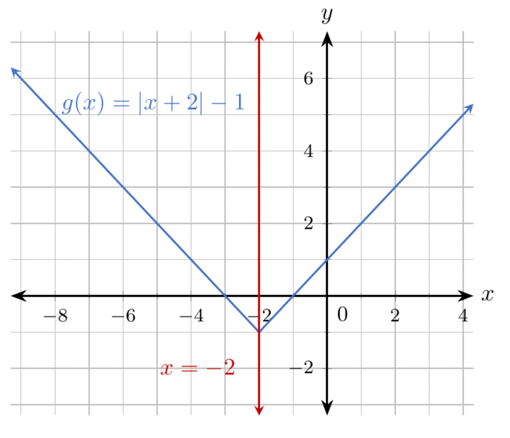 y
6
g(x) = |x + 2| − 1
4
2
x
−8 −6 −4 −2 0 2 4
x = −2
−2